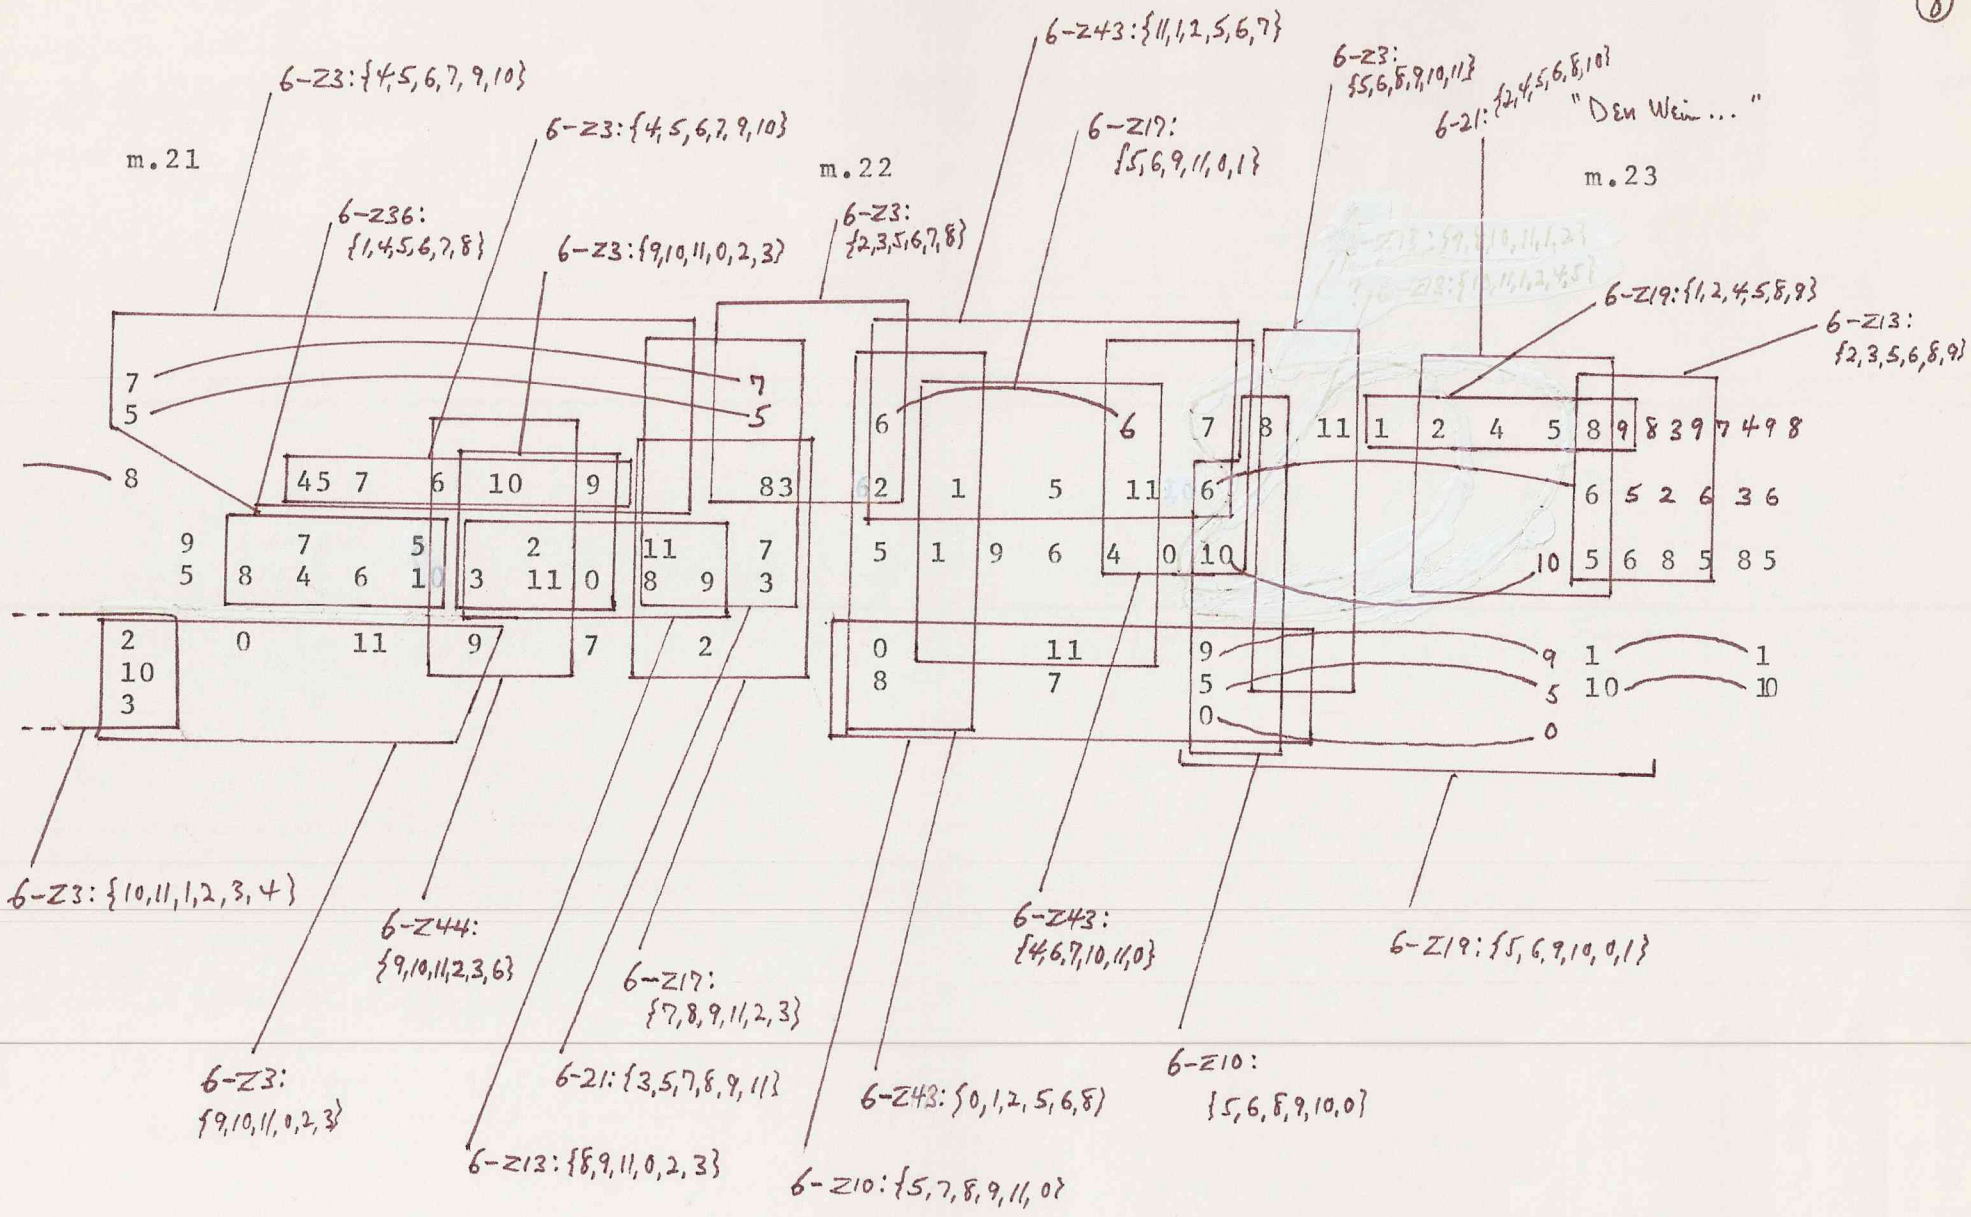 8
6-Z43:{11,1,2,5,6,7}
6-Z3:
{5,6,8,9,10,11}
6-21:{2,4,5,6,8,10}
"Den Wein..."
6-Z3:{4,5,6,7,9,10}
6-Z3:{4,5,6,7,9,10}
6-Z17:
{5,6,9,11,0,1}
m.21
m.22
m.23
6-Z36:
{1,4,5,6,7,8}
6-Z3:{9,10,11,0,2,3}
6-Z3:
{2,3,5,6,7,8}
6-Z19:{1,2,4,5,8,9}
6-Z13:
{2,3,5,6,8,9}
7 7
5 5 6 6 7 8 11 1 2 4 5 8 9 8 3 9 7 4 9 8
8 45 7 6 10 9 83 2 1 5 11 6 6 5 2 6 3 6
9 7 5 2 11 7 5 1 9 6 4 0 10 10 5 6 8 5 8 5
5 8 4 6 1 3 11 0 8 9 3
2 0 11 9 7 2 0 11 9 9 1 1
10 8 7 5 5 10 10
3 0 0
6-Z3:{10,11,1,2,3,4}
6-Z44:
{9,10,11,2,3,6}
6-Z43:
{4,6,7,10,11,0}
6-Z19:{5,6,9,10,0,1}
6-Z17:
{7,8,9,11,2,3}
6-Z3:
{9,10,11,0,2,3}
6-21:{3,5,7,8,9,11}
6-Z43:{0,1,2,5,6,8}
6-Z10:
{5,6,8,9,10,0}
6-Z13:{8,9,11,0,2,3}
6-Z10:{5,7,8,9,11,0}